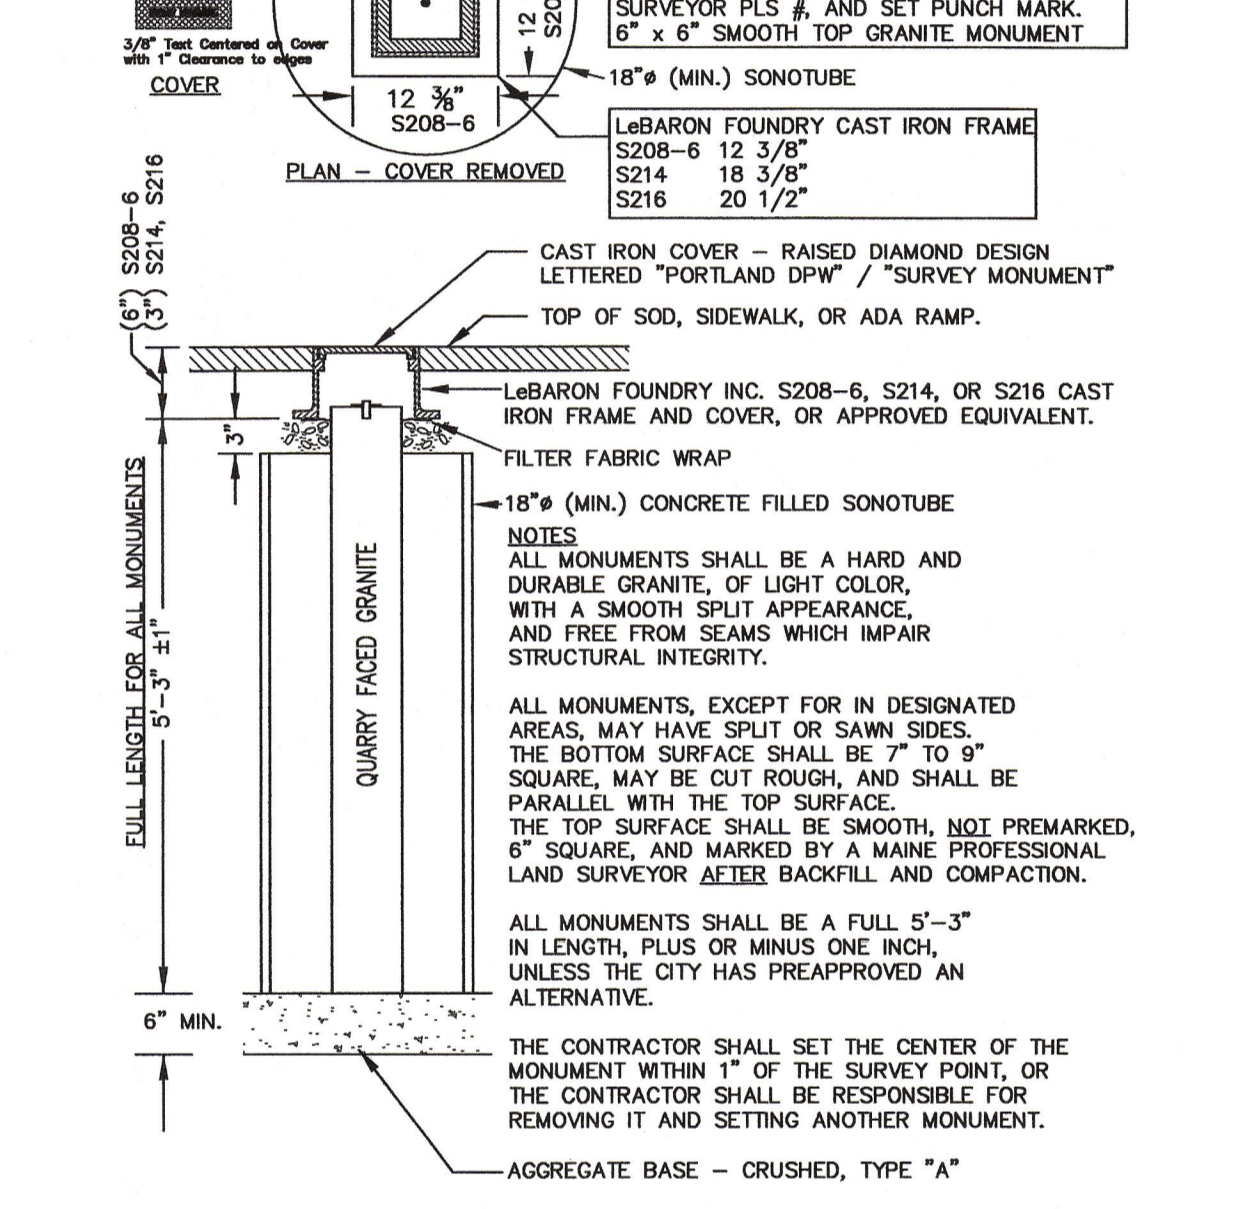 SURVEYOR PLS #, AND SET PUNCH MARK.
6" x 6" SMOOTH TOP GRANITE MONUMENT
3/8" Text Centered on Cover
with 1" Clearance to edges
COVER
12
S20
18"ø (MIN.) SONOTUBE
12 3/8"
S208-6
PLAN - COVER REMOVED
LeBARON FOUNDRY CAST IRON FRAME
S208-6 12 3/8"
S214 18 3/8"
S216 20 1/2"
(6") S208-6
(3") S214, S216
CAST IRON COVER - RAISED DIAMOND DESIGN
LETTERED "PORTLAND DPW" / "SURVEY MONUMENT"
TOP OF SOD, SIDEWALK, OR ADA RAMP.
LeBARON FOUNDRY INC. S208-6, S214, OR S216 CAST
IRON FRAME AND COVER, OR APPROVED EQUIVALENT.
3"
FILTER FABRIC WRAP
18"ø (MIN.) CONCRETE FILLED SONOTUBE
FULL LENGTH FOR ALL MONUMENTS
5'-3" ±1"
QUARRY FACED GRANITE
NOTES
ALL MONUMENTS SHALL BE A HARD AND
DURABLE GRANITE, OF LIGHT COLOR,
WITH A SMOOTH SPLIT APPEARANCE,
AND FREE FROM SEAMS WHICH IMPAIR
STRUCTURAL INTEGRITY.
ALL MONUMENTS, EXCEPT FOR IN DESIGNATED
AREAS, MAY HAVE SPLIT OR SAWN SIDES.
THE BOTTOM SURFACE SHALL BE 7" TO 9"
SQUARE, MAY BE CUT ROUGH, AND SHALL BE
PARALLEL WITH THE TOP SURFACE.
THE TOP SURFACE SHALL BE SMOOTH, NOT PREMARKED,
6" SQUARE, AND MARKED BY A MAINE PROFESSIONAL
LAND SURVEYOR AFTER BACKFILL AND COMPACTION.
ALL MONUMENTS SHALL BE A FULL 5'-3"
IN LENGTH, PLUS OR MINUS ONE INCH,
UNLESS THE CITY HAS PREAPPROVED AN
ALTERNATIVE.
6" MIN.
THE CONTRACTOR SHALL SET THE CENTER OF THE
MONUMENT WITHIN 1" OF THE SURVEY POINT, OR
THE CONTRACTOR SHALL BE RESPONSIBLE FOR
REMOVING IT AND SETTING ANOTHER MONUMENT.
AGGREGATE BASE - CRUSHED, TYPE "A"